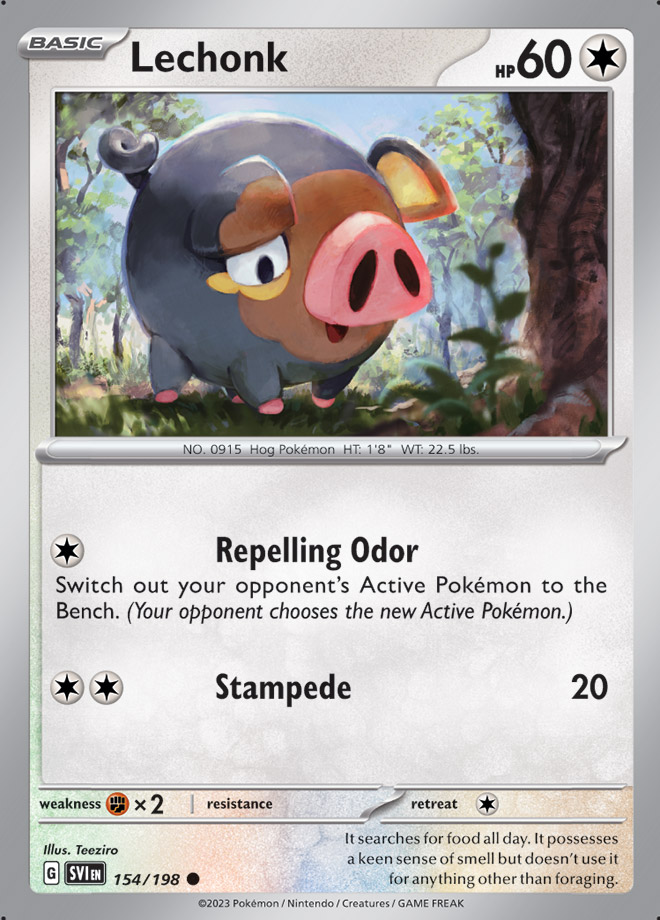 BASIC Lechonk HP 60
NO. 0915 Hog Pokémon HT: 1'8" WT: 22.5 lbs.
Repelling Odor
Switch out your opponent's Active Pokémon to the
Bench. (Your opponent chooses the new Active Pokémon.)
Stampede 20
weakness ×2 resistance retreat
It searches for food all day. It possesses
a keen sense of smell but doesn't use it
for anything other than foraging.
Illus. Teeziro
G SVI EN 154/198
©2023 Pokémon / Nintendo / Creatures / GAME FREAK